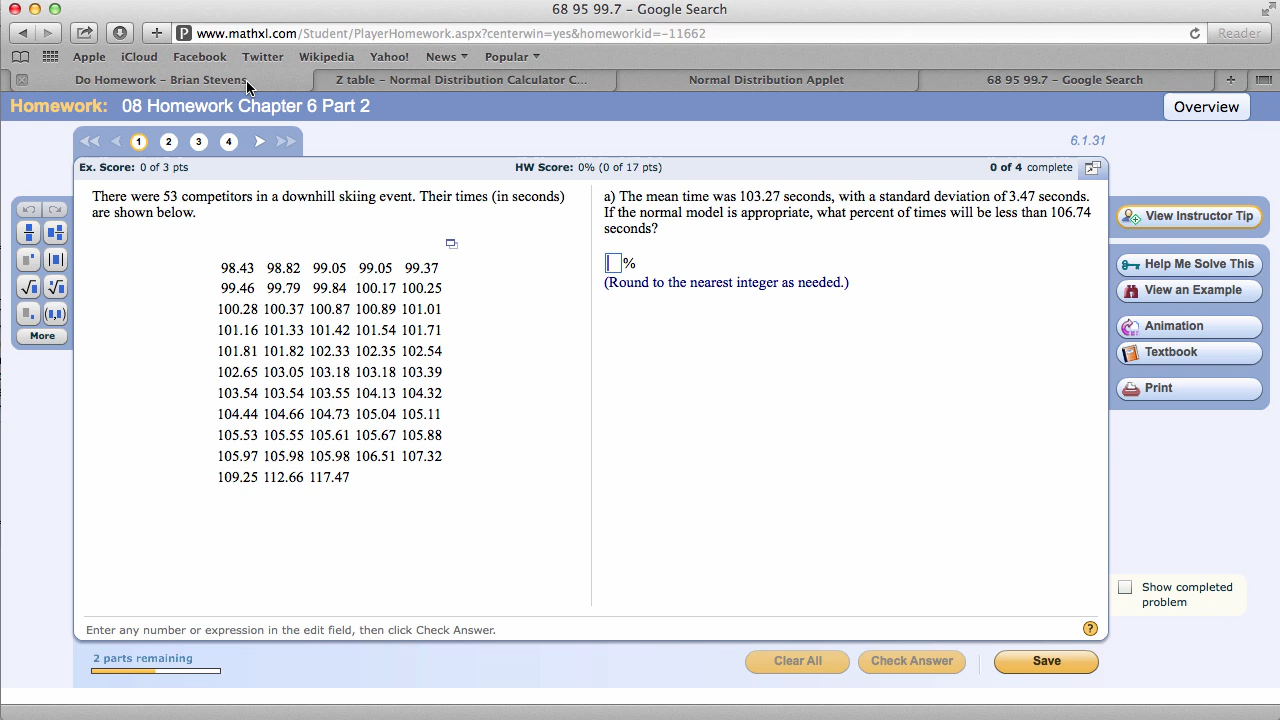 68 95 99.7 – Google Search
www.mathxl.com/Student/PlayerHomework.aspx?centerwin=yes&homeworkid=-11662
Reader
Apple iCloud Facebook Twitter Wikipedia Yahoo! News Popular
Do Homework – Brian Stevens
Z table – Normal Distribution Calculator C...
Normal Distribution Applet
68 95 99.7 – Google Search
Homework: 08 Homework Chapter 6 Part 2
Overview
1 2 3 4
6.1.31
Ex. Score: 0 of 3 pts
HW Score: 0% (0 of 17 pts)
0 of 4 complete
There were 53 competitors in a downhill skiing event. Their times (in seconds)
are shown below.
98.43 98.82 99.05 99.05 99.37
99.46 99.79 99.84 100.17 100.25
100.28 100.37 100.87 100.89 101.01
101.16 101.33 101.42 101.54 101.71
101.81 101.82 102.33 102.35 102.54
102.65 103.05 103.18 103.18 103.39
103.54 103.54 103.55 104.13 104.32
104.44 104.66 104.73 105.04 105.11
105.53 105.55 105.61 105.67 105.88
105.97 105.98 105.98 106.51 107.32
109.25 112.66 117.47
a) The mean time was 103.27 seconds, with a standard deviation of 3.47 seconds.
If the normal model is appropriate, what percent of times will be less than 106.74
seconds?
%
(Round to the nearest integer as needed.)
More
View Instructor Tip
Help Me Solve This
View an Example
Animation
Textbook
Print
Show completed
problem
Enter any number or expression in the edit field, then click Check Answer.
?
2 parts remaining
Clear All
Check Answer
Save